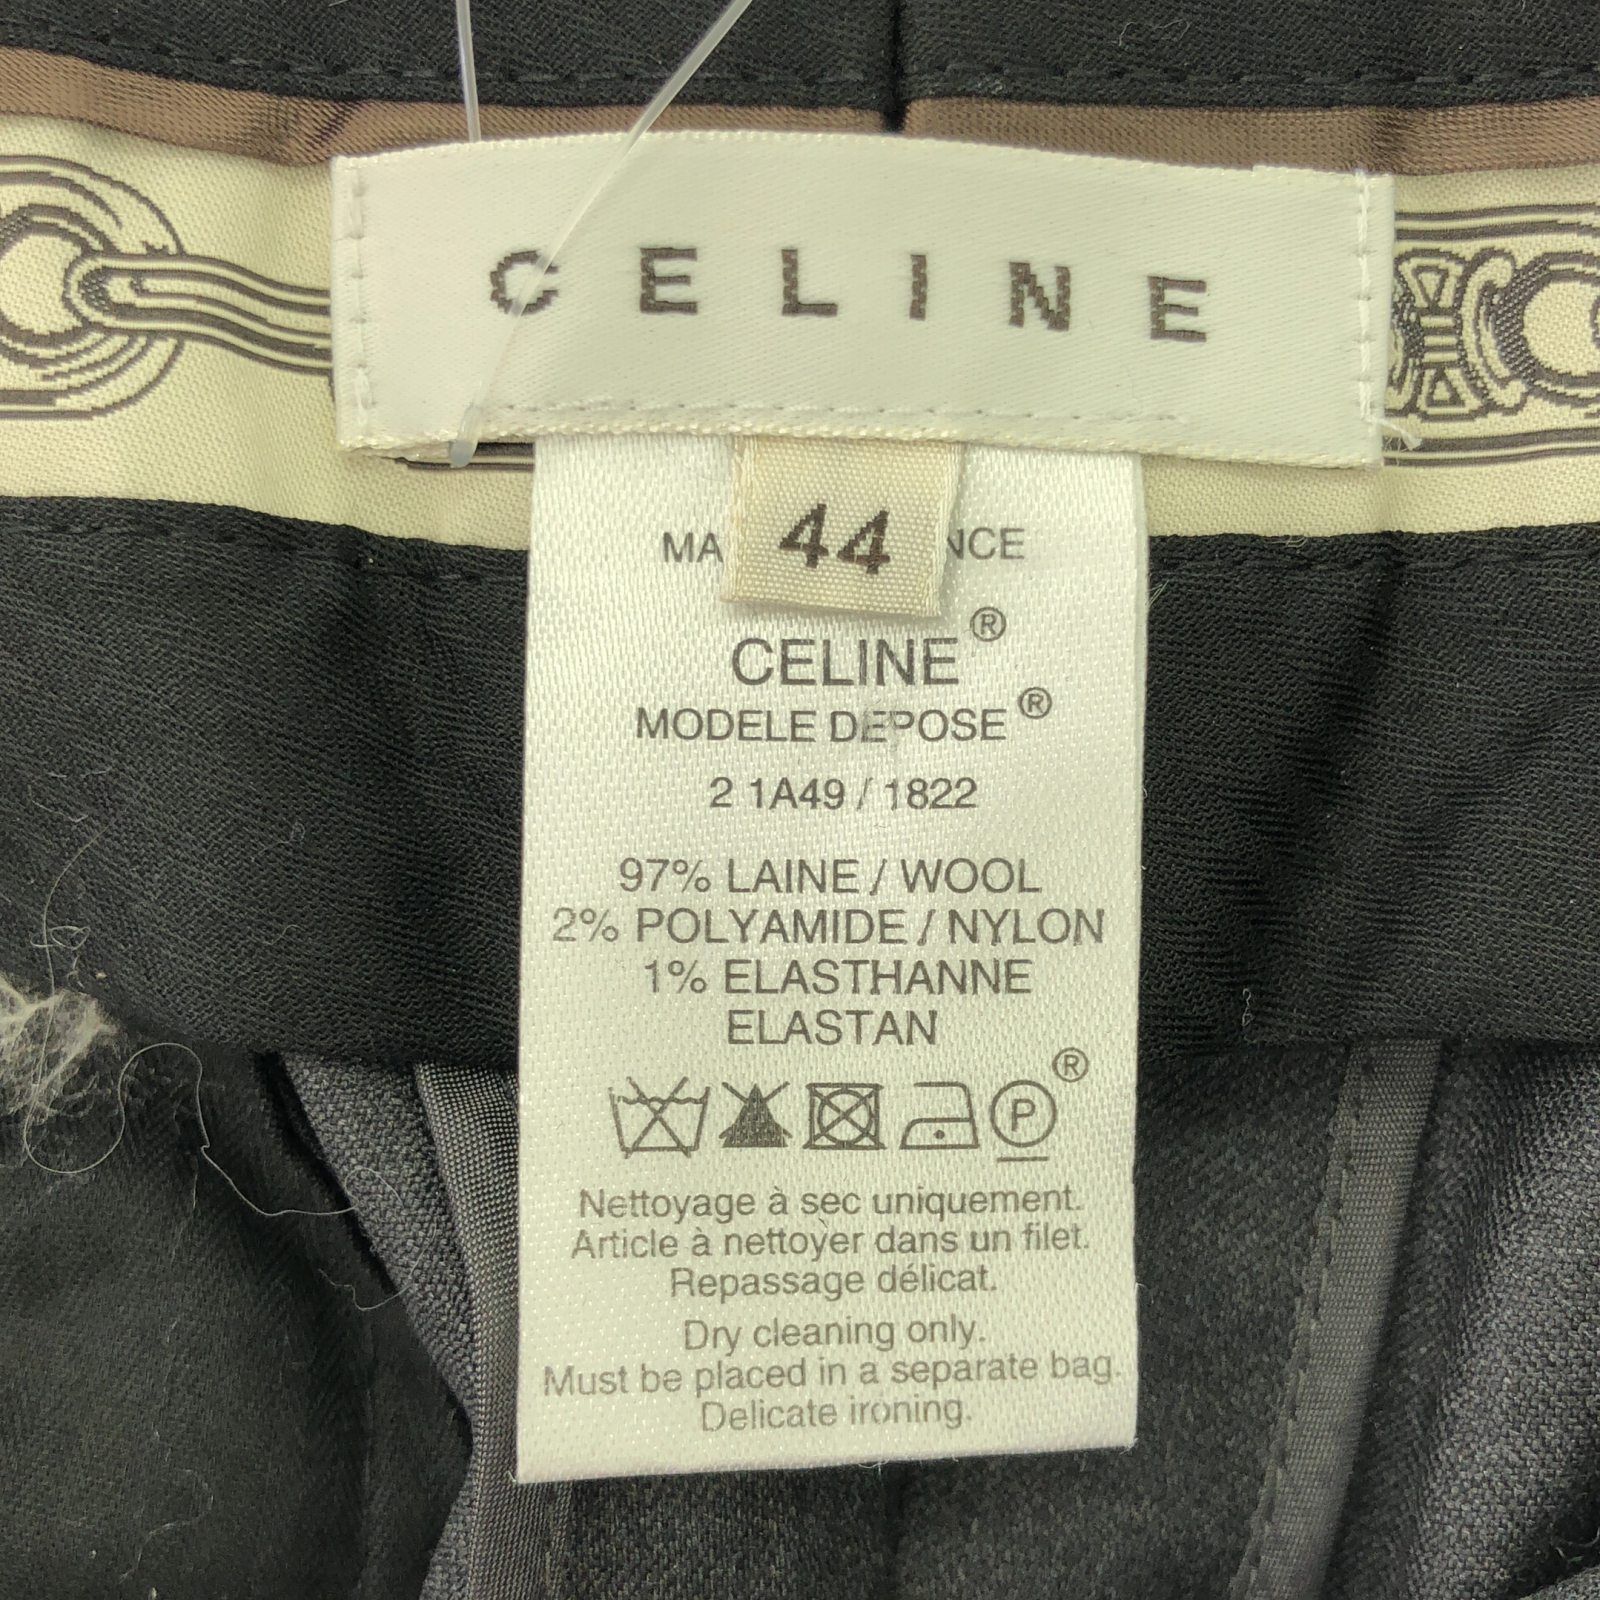 CELINE
44
CELINE®
MODELE DEPOSE®
2 1A49 / 1822
97% LAINE / WOOL
2% POLYAMIDE / NYLON
1% ELASTHANNE
ELASTAN
P ®
Nettoyage à sec uniquement.
Article à nettoyer dans un filet.
Repassage délicat.
Dry cleaning only.
Must be placed in a separate bag.
Delicate ironing.